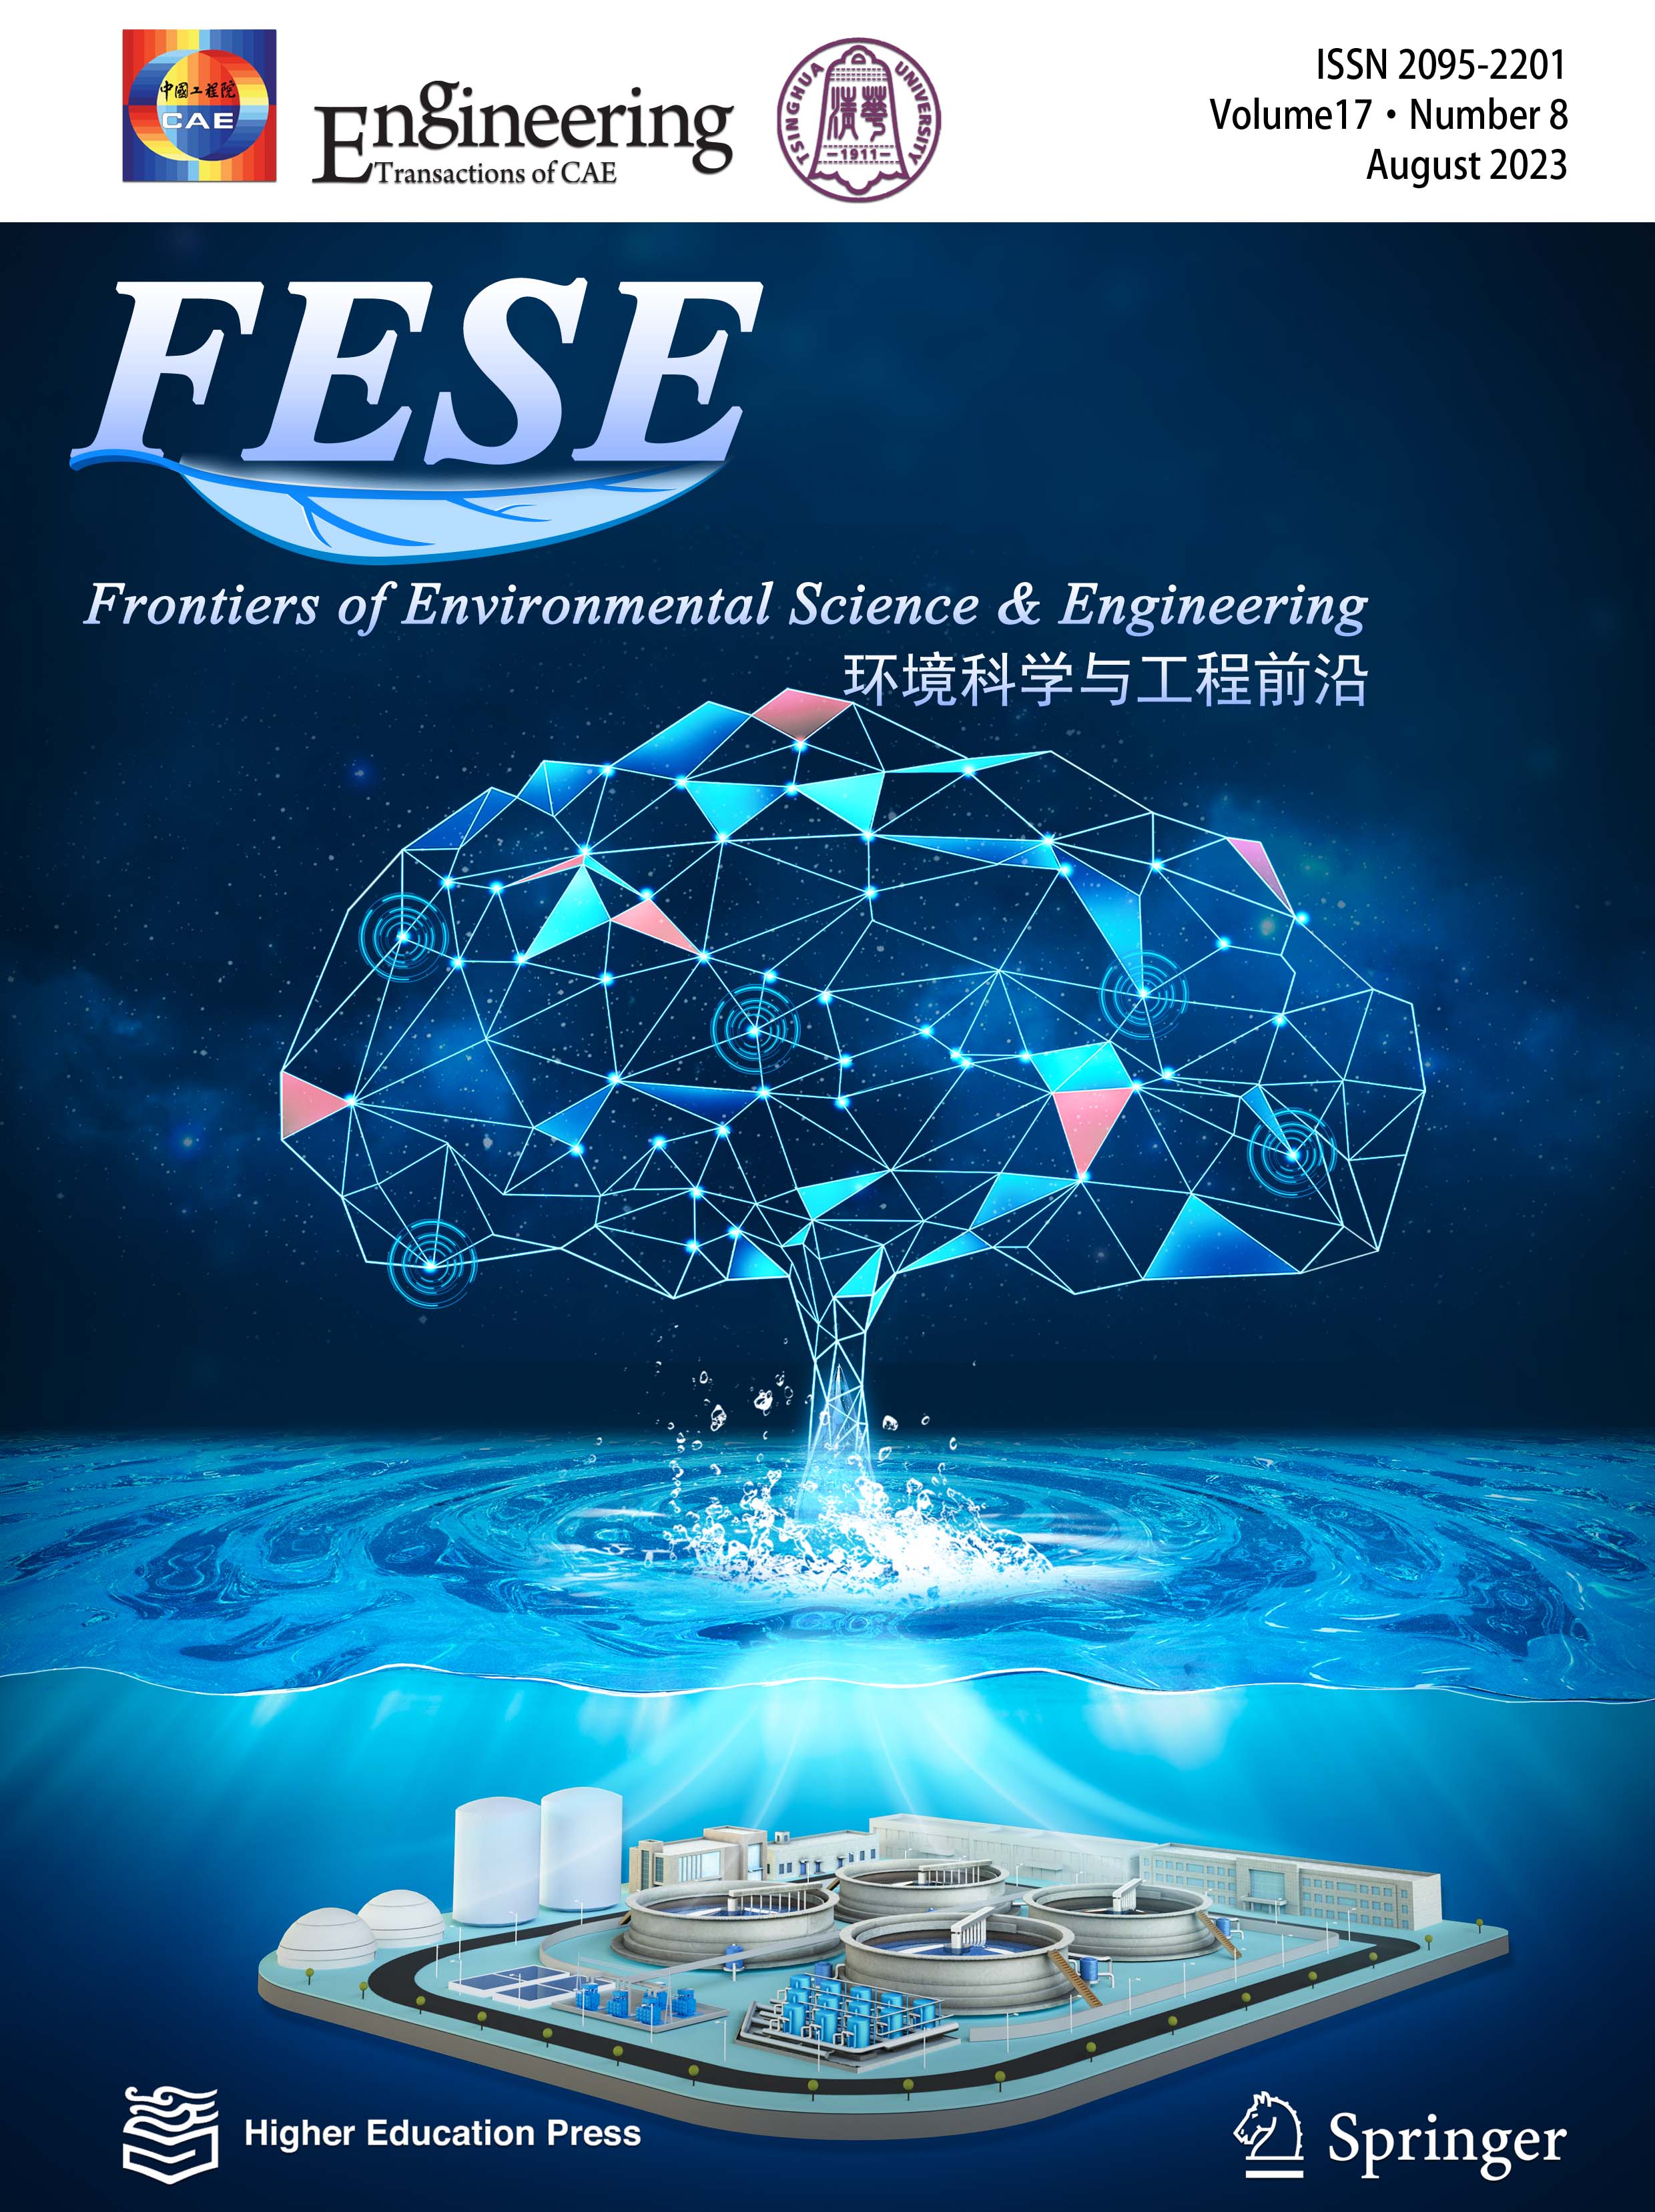 中國工程院
CAE
Engineering
Transactions of CAE
TSINGHUA UNIVERSITY
清華
–1911–
ISSN 2095-2201
Volume17 • Number 8
August 2023
FESE
Frontiers of Environmental Science & Engineering
环境科学与工程前沿
Higher Education Press
Springer